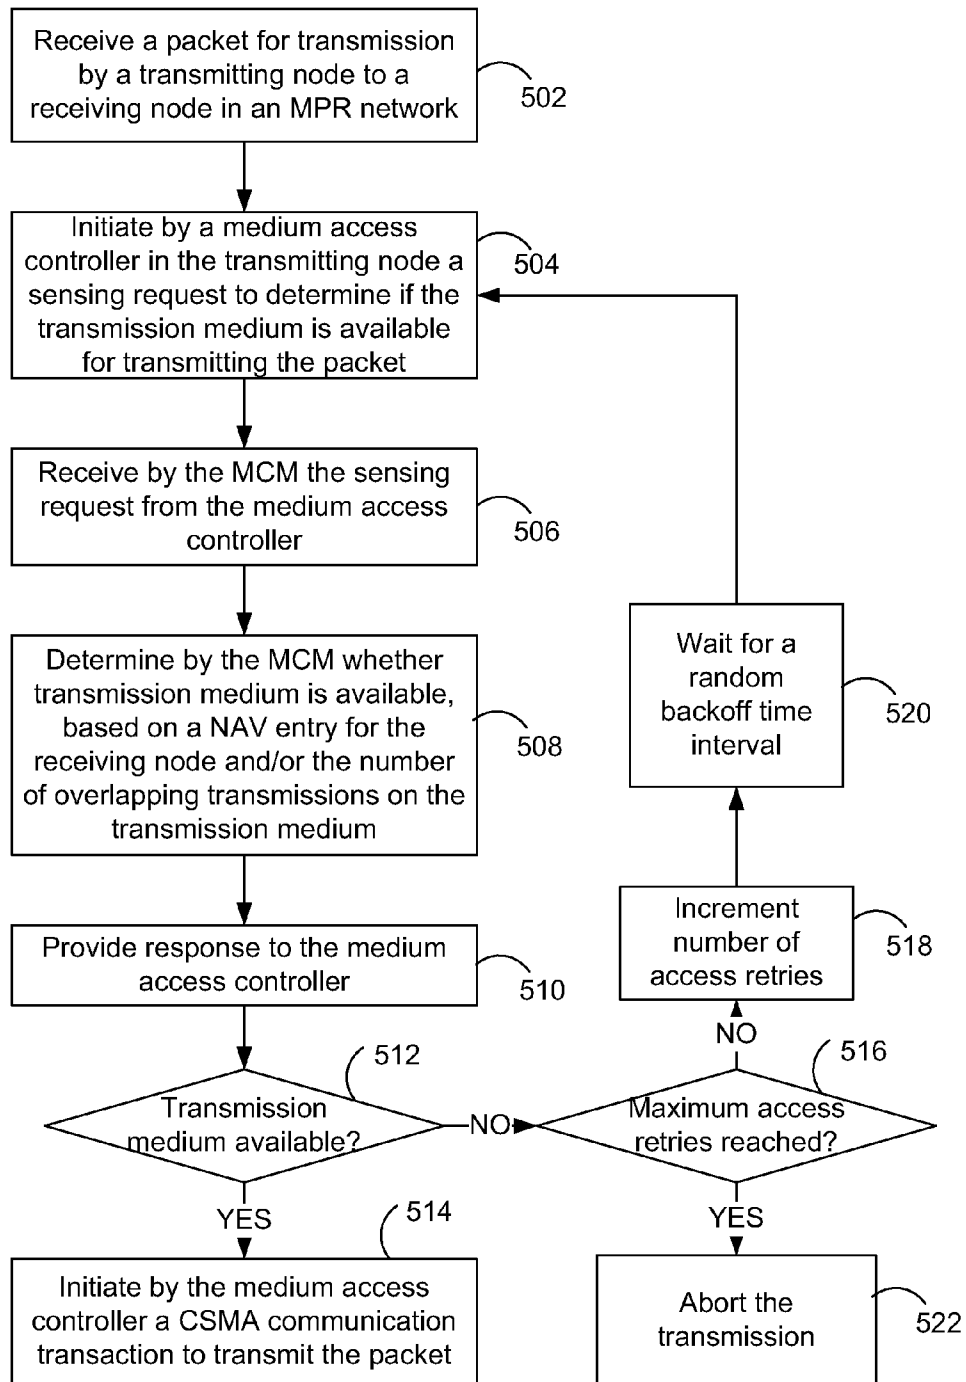 Receive a packet for transmission
by a transmitting node to a
receiving node in an MPR network
502
Initiate by a medium access
controller in the transmitting node a
sensing request to determine if the
transmission medium is available
for transmitting the packet
504
Receive by the MCM the sensing
request from the medium access
controller
506
Determine by the MCM whether
transmission medium is available,
based on a NAV entry for the
receiving node and/or the number
of overlapping transmissions on the
transmission medium
508
Provide response to the medium
access controller
510
Transmission
medium available?
512
NO
YES
Initiate by the medium access
controller a CSMA communication
transaction to transmit the packet
514
Maximum access
retries reached?
516
NO
Increment
number of
access retries
518
Wait for a
random
backoff time
interval
520
YES
Abort the
transmission
522